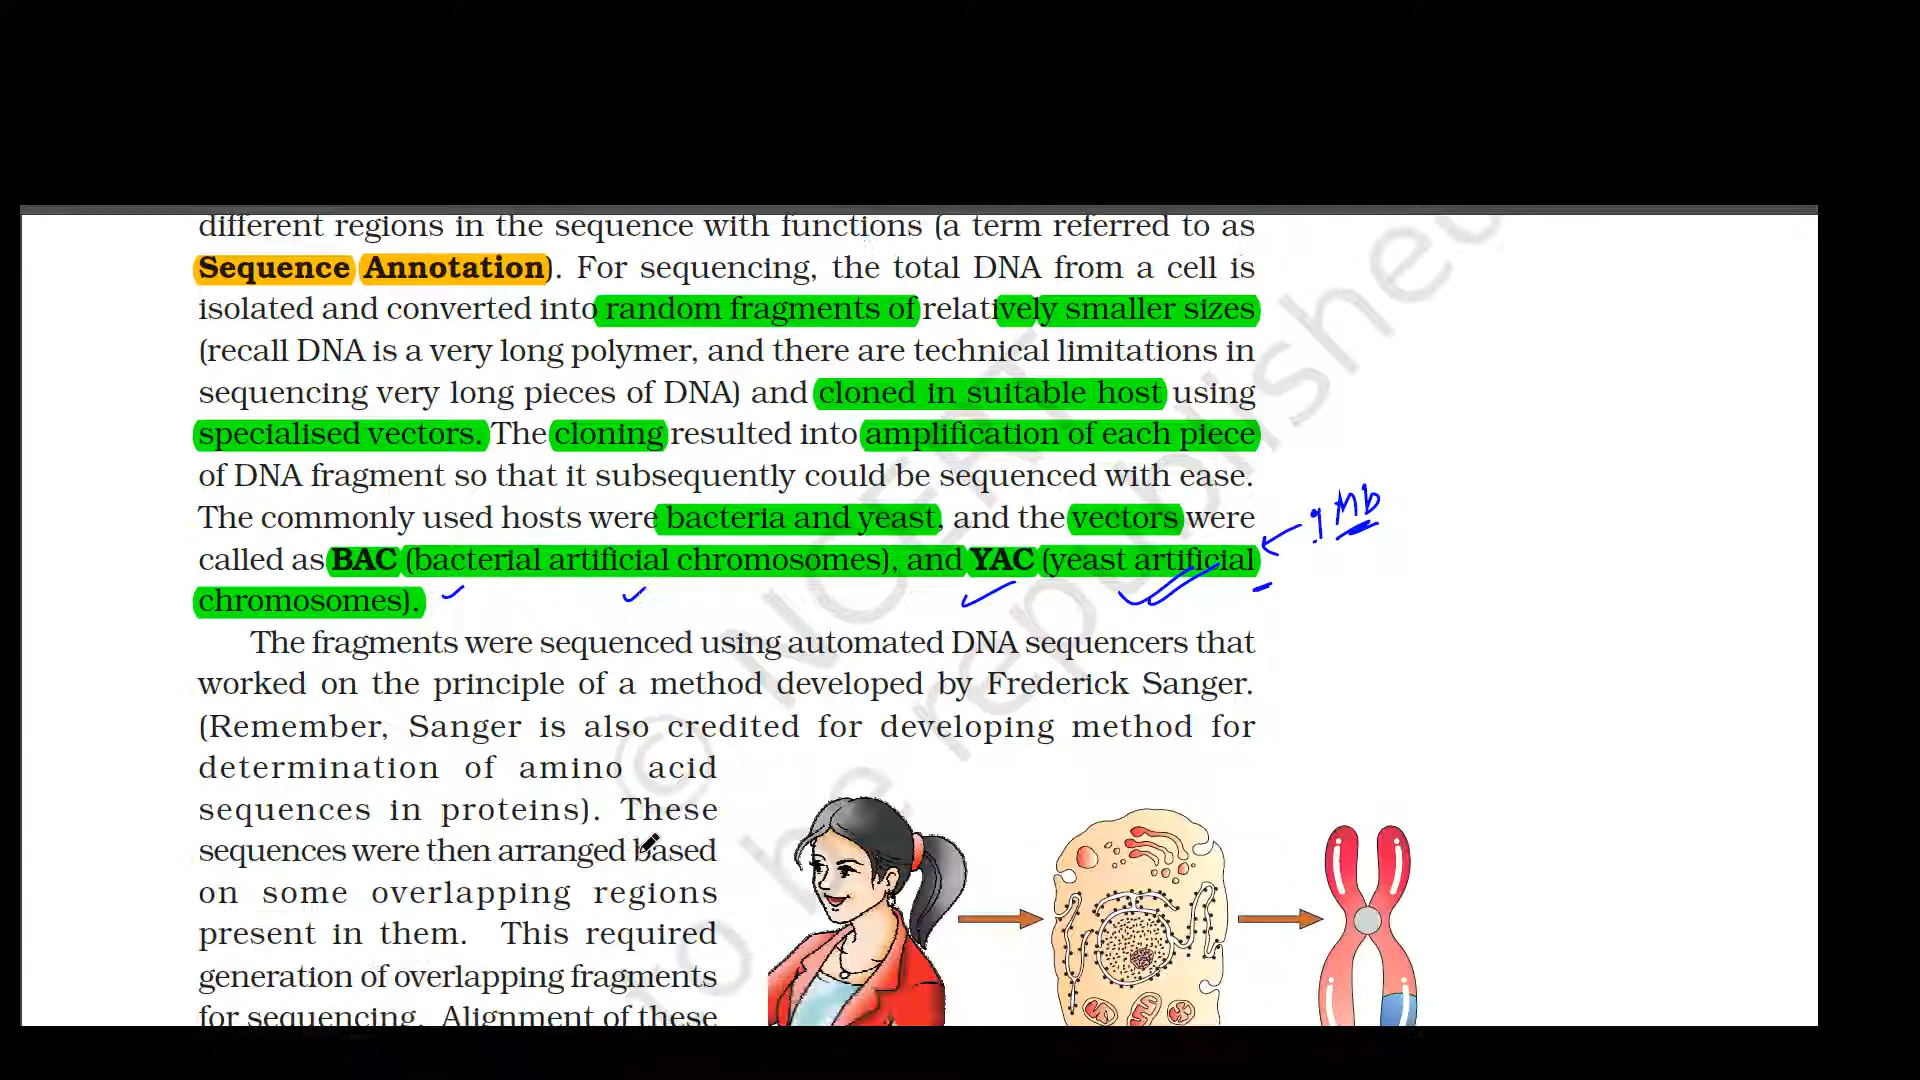 different regions in the sequence with functions (a term referred to as
Sequence Annotation). For sequencing, the total DNA from a cell is
isolated and converted into random fragments of relatively smaller sizes
(recall DNA is a very long polymer, and there are technical limitations in
sequencing very long pieces of DNA) and cloned in suitable host using
specialised vectors. The cloning resulted into amplification of each piece
of DNA fragment so that it subsequently could be sequenced with ease.
The commonly used hosts were bacteria and yeast, and the vectors were
called as BAC (bacterial artificial chromosomes), and YAC (yeast artificial
chromosomes).
Mb
The fragments were sequenced using automated DNA sequencers that
worked on the principle of a method developed by Frederick Sanger.
(Remember, Sanger is also credited for developing method for
determination of amino acid
sequences in proteins). These
sequences were then arranged based
on some overlapping regions
present in them. This required
generation of overlapping fragments
for sequencing. Alignment of these
© NCERT
to be republished